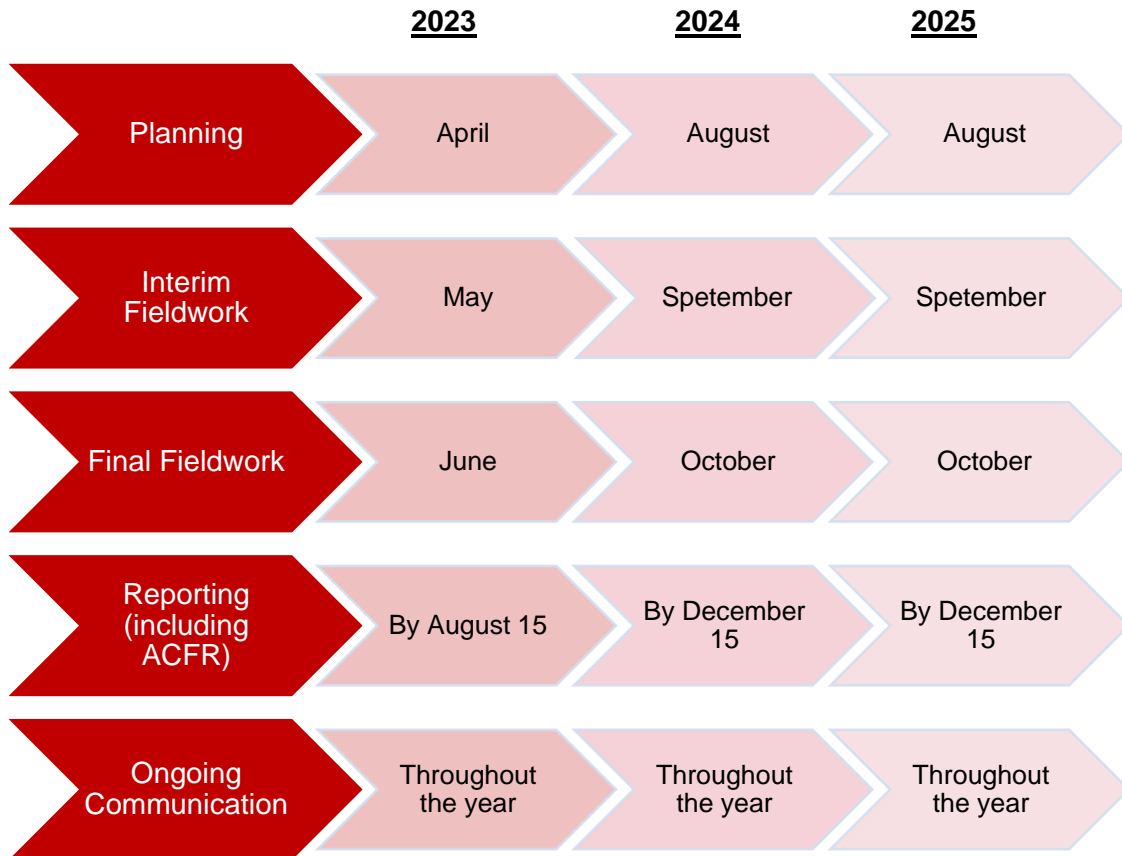 2023 2024 2025
Planning April August August
Interim
Fieldwork
May Spetember Spetember
Final Fieldwork June October October
Reporting
(including
ACFR)
By August 15
By December
15
By December
15
Ongoing
Communication
Throughout
the year
Throughout
the year
Throughout
the year